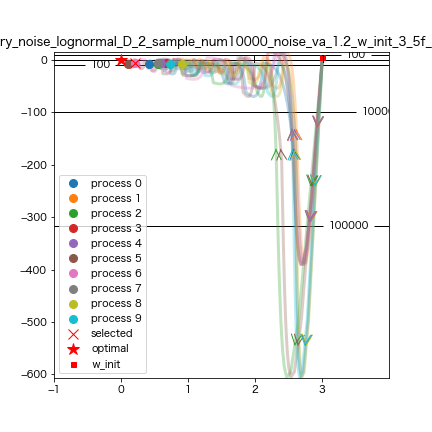 ry_noise_lognormal_D_2_sample_num10000_noise_va_1.2_w_init_3_5f_
0
−100
−200
−300
−400
−500
−600
−1
0
1
2
3
100
100
1000
100000
process 0
process 1
process 2
process 3
process 4
process 5
process 6
process 7
process 8
process 9
selected
optimal
w_init